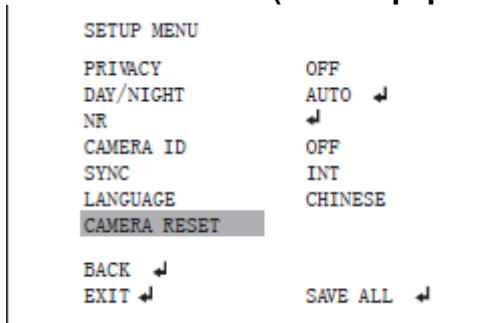 SETUP MENU
PRIVACY OFF
DAY/NIGHT AUTO ↲
NR ↲
CAMERA ID OFF
SYNC INT
LANGUAGE CHINESE
CAMERA RESET
BACK ↲
EXIT ↲ SAVE ALL ↲